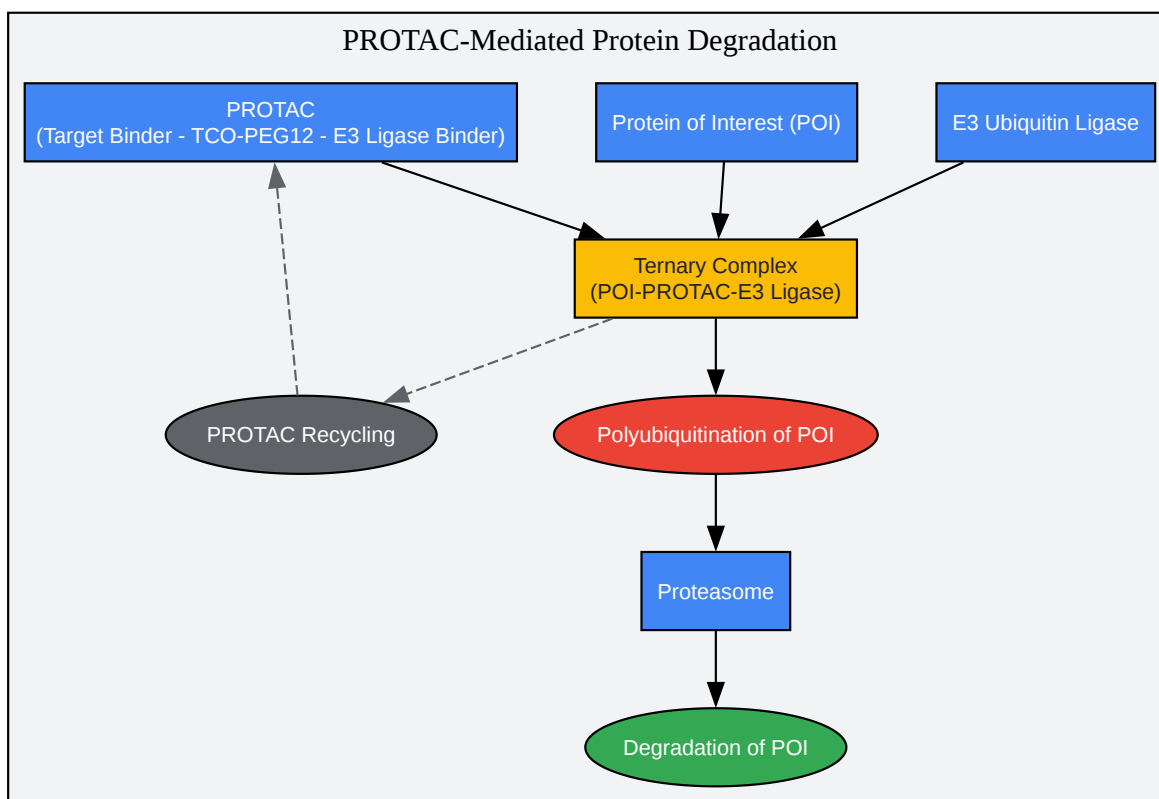 PROTAC-Mediated Protein Degradation
PROTAC
(Target Binder - TCO-PEG12 - E3 Ligase Binder)
Protein of Interest (POI)
E3 Ubiquitin Ligase
Ternary Complex
(POI-PROTAC-E3 Ligase)
PROTAC Recycling
Polyubiquitination of POI
Proteasome
Degradation of POI